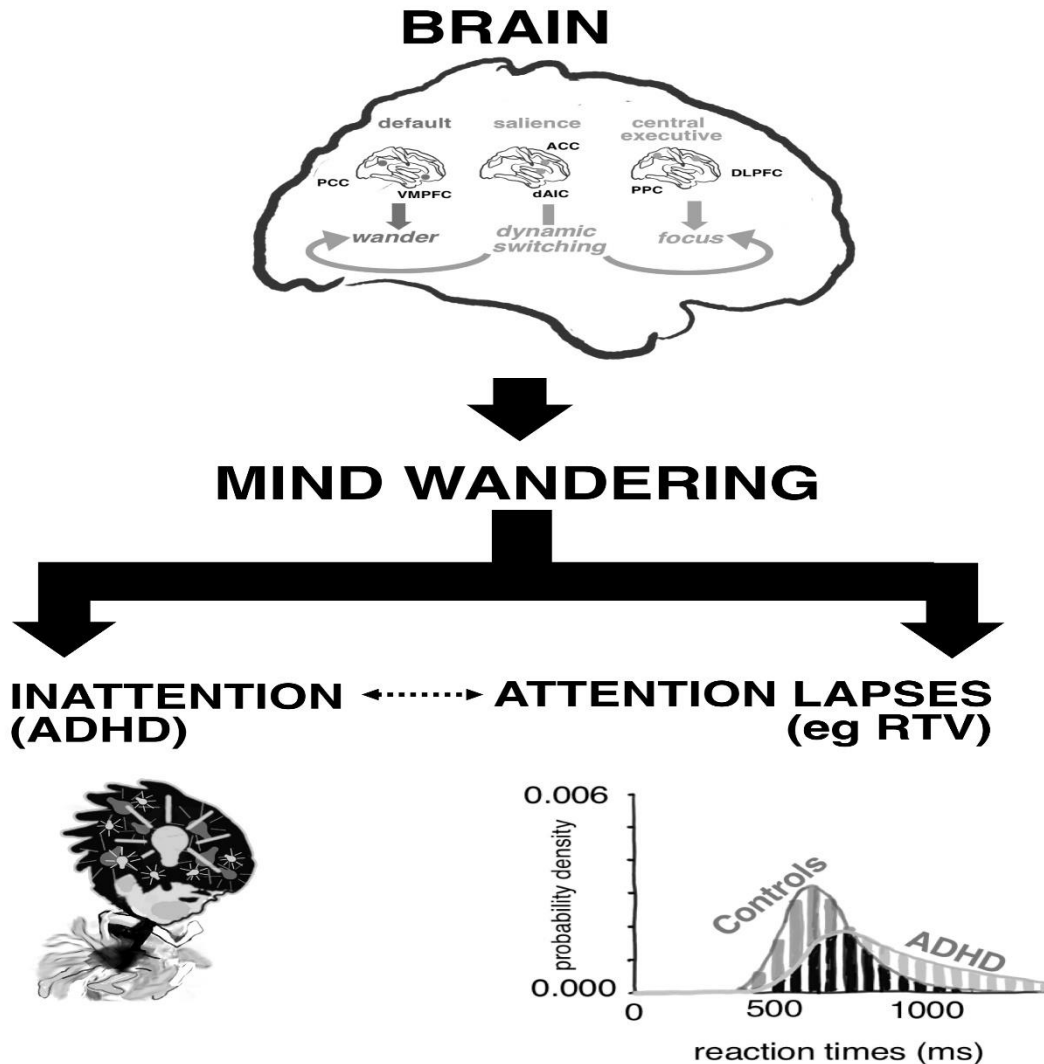 BRAIN
default salience central
executive
ACC
PCC
VMPFC
dAIC
PPC
DLPFC
wander
dynamic
switching
focus
MIND WANDERING
INATTENTION
(ADHD)
ATTENTION LAPSES
(eg RTV)
0.006
probability density
0.000
Controls
ADHD
0
500
1000
reaction times (ms)